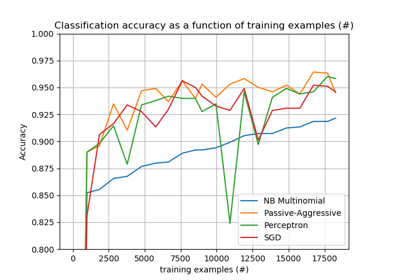 Classification accuracy as a function of training examples (#)
1.000
0.975
0.950
0.925
0.900
0.875
0.850
0.825
0.800
Accuracy
NB Multinomial
Passive-Aggressive
Perceptron
SGD
0 2500 5000 7500 10000 12500 15000 17500
training examples (#)